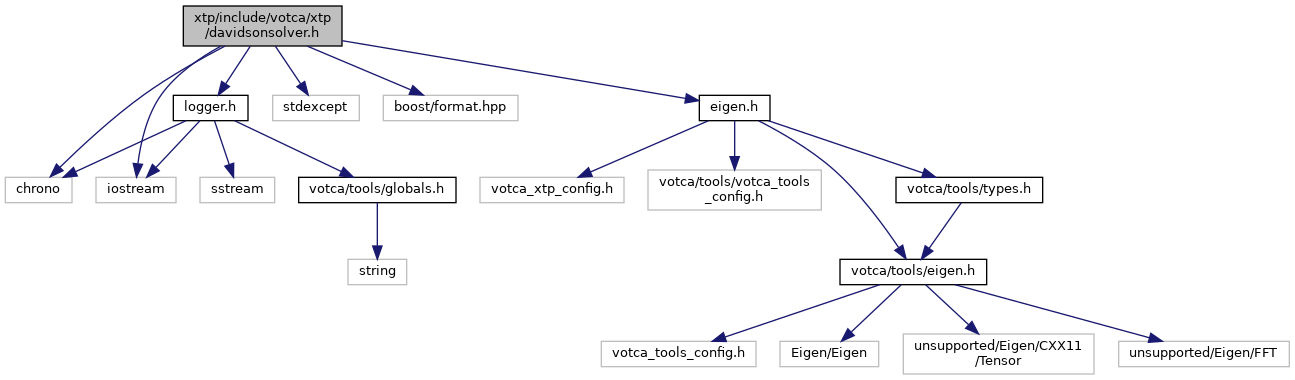 xtp/include/votca/xtp
/davidsonsolver.h
logger.h
stdexcept
boost/format.hpp
eigen.h
chrono
iostream
sstream
votca/tools/globals.h
votca_xtp_config.h
votca/tools/votca_tools
_config.h
votca/tools/types.h
string
votca/tools/eigen.h
votca_tools_config.h
Eigen/Eigen
unsupported/Eigen/CXX11
/Tensor
unsupported/Eigen/FFT